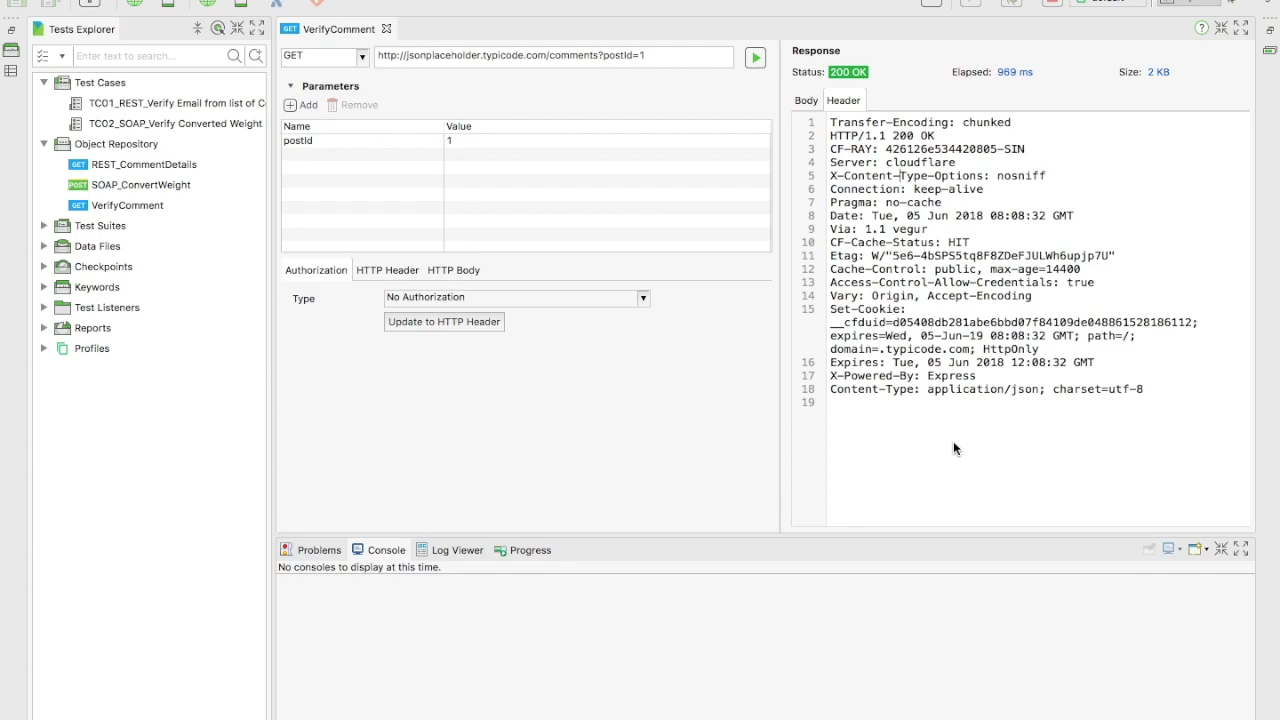 Tests Explorer
Enter text to search...
Test Cases
TC01_REST_Verify Email from list of C
TC02_SOAP_Verify Converted Weight
Object Repository
GET REST_CommentDetails
POST SOAP_ConvertWeight
GET VerifyComment
Test Suites
Data Files
Checkpoints
Keywords
Test Listeners
Reports
Profiles
GET VerifyComment
GET http://jsonplaceholder.typicode.com/comments?postId=1
Parameters
Add Remove
Name Value
postId 1
Authorization HTTP Header HTTP Body
Type No Authorization
Update to HTTP Header
Response
Status: 200 OK Elapsed: 969 ms Size: 2 KB
Body Header
1 Transfer-Encoding: chunked
2 HTTP/1.1 200 OK
3 CF-RAY: 426126e534420805-SIN
4 Server: cloudflare
5 X-Content-Type-Options: nosniff
6 Connection: keep-alive
7 Pragma: no-cache
8 Date: Tue, 05 Jun 2018 08:08:32 GMT
9 Via: 1.1 vegur
10 CF-Cache-Status: HIT
11 Etag: W/"5e6-4bSPS5tq8F8ZDeFJULWh6upjp7U"
12 Cache-Control: public, max-age=14400
13 Access-Control-Allow-Credentials: true
14 Vary: Origin, Accept-Encoding
15 Set-Cookie:
__cfduid=d05408db281abe6bbd07f84109de048861528186112;
expires=Wed, 05-Jun-19 08:08:32 GMT; path=/;
domain=.typicode.com; HttpOnly
16 Expires: Tue, 05 Jun 2018 12:08:32 GMT
17 X-Powered-By: Express
18 Content-Type: application/json; charset=utf-8
19
Problems Console Log Viewer Progress
No consoles to display at this time.